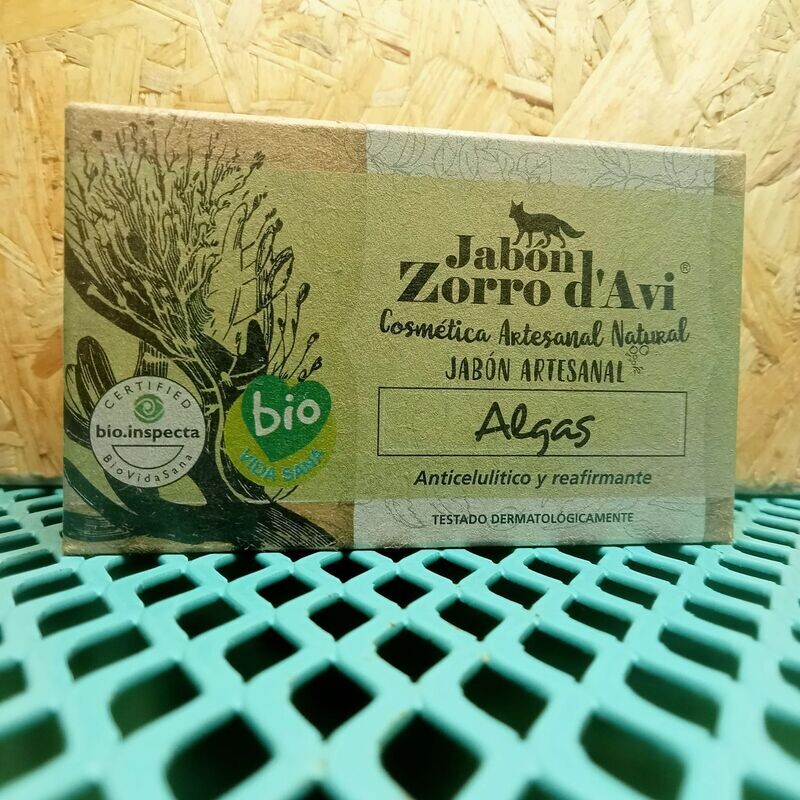 Jabón
Zorro d'Avi®
Cosmética Artesanal Natural
JABÓN ARTESANAL
Algas
Anticelulitico y reafirmante
TESTADO DERMATOLÓGICAMENTE
CERTIFIED
bio.inspecta
BioVidaSana
bio
VIDA SANA